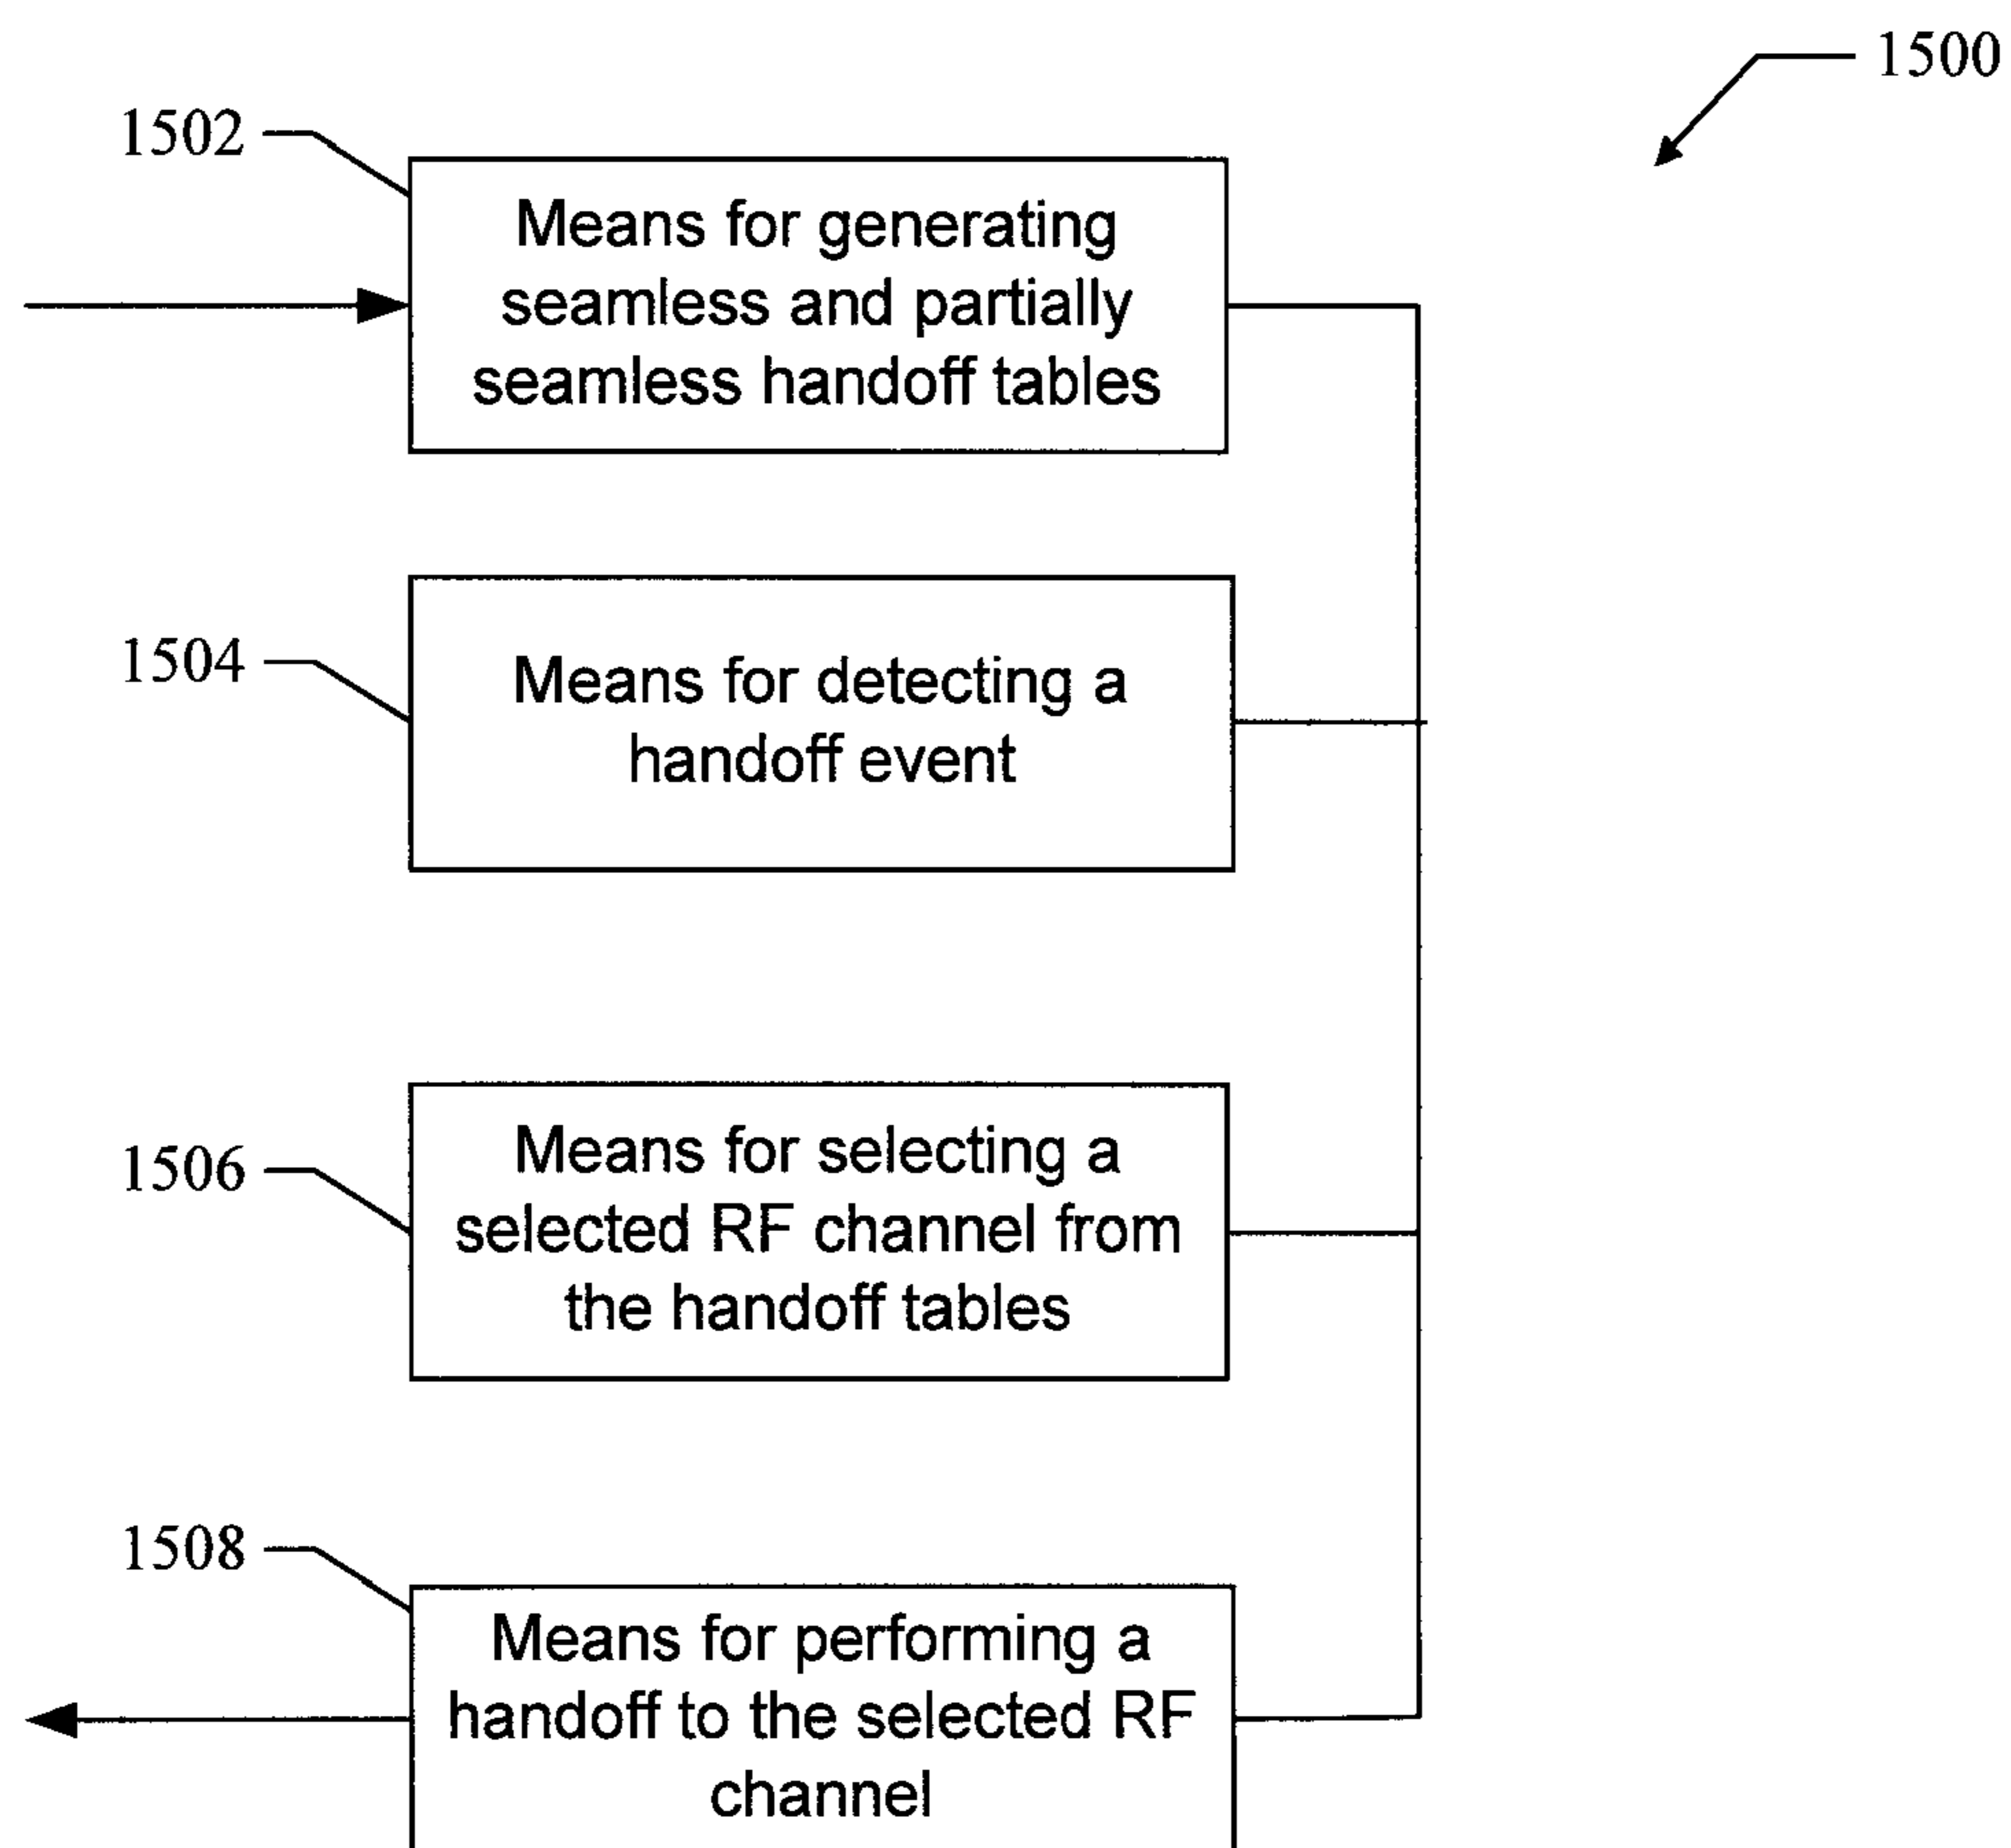 1500
1502
Means for generating
seamless and partially
seamless handoff tables
1504
Means for detecting a
handoff event
1506
Means for selecting a
selected RF channel from
the handoff tables
1508
Means for performing a
handoff to the selected RF
channel